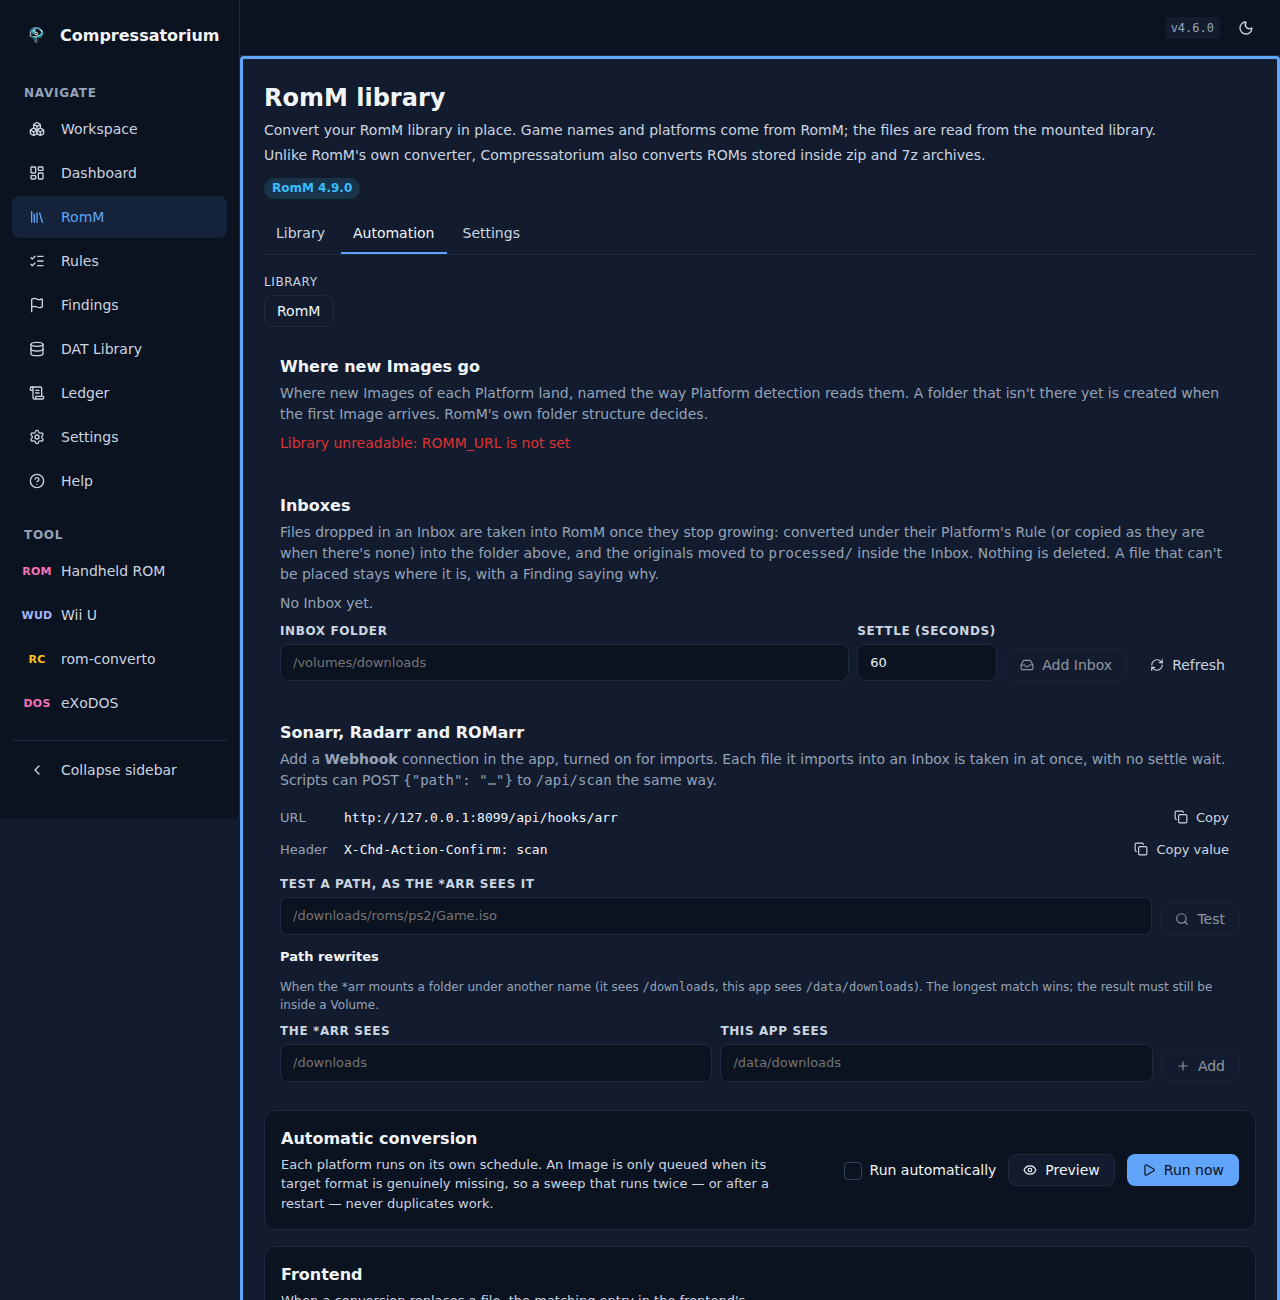 Compressatorium
v4.6.0
NAVIGATE
Workspace
Dashboard
RomM
Rules
Findings
DAT Library
Ledger
Settings
Help
TOOL
ROM Handheld ROM
WUD Wii U
RC rom-converto
DOS eXoDOS
Collapse sidebar
RomM library
Convert your RomM library in place. Game names and platforms come from RomM; the files are read from the mounted library.
Unlike RomM's own converter, Compressatorium also converts ROMs stored inside zip and 7z archives.
RomM 4.9.0
Library Automation Settings
LIBRARY
RomM
Where new Images go
Where new Images of each Platform land, named the way Platform detection reads them. A folder that isn't there yet is created when
the first Image arrives. RomM's own folder structure decides.
Library unreadable: ROMM_URL is not set
Inboxes
Files dropped in an Inbox are taken into RomM once they stop growing: converted under their Platform's Rule (or copied as they are
when there's none) into the folder above, and the originals moved to processed/ inside the Inbox. Nothing is deleted. A file that can't
be placed stays where it is, with a Finding saying why.
No Inbox yet.
INBOX FOLDER SETTLE (SECONDS)
/volumes/downloads 60 Add Inbox Refresh
Sonarr, Radarr and ROMarr
Add a Webhook connection in the app, turned on for imports. Each file it imports into an Inbox is taken in at once, with no settle wait.
Scripts can POST {"path": "…"} to /api/scan the same way.
URL http://127.0.0.1:8099/api/hooks/arr Copy
Header X-Chd-Action-Confirm: scan Copy value
TEST A PATH, AS THE *ARR SEES IT
/downloads/roms/ps2/Game.iso Test
Path rewrites
When the *arr mounts a folder under another name (it sees /downloads, this app sees /data/downloads). The longest match wins; the result must still be
inside a Volume.
THE *ARR SEES THIS APP SEES
/downloads /data/downloads Add
Automatic conversion
Each platform runs on its own schedule. An Image is only queued when its
target format is genuinely missing, so a sweep that runs twice — or after a
restart — never duplicates work.
Run automatically Preview Run now
Frontend
When a conversion replaces a file, the matching entry in the frontend's